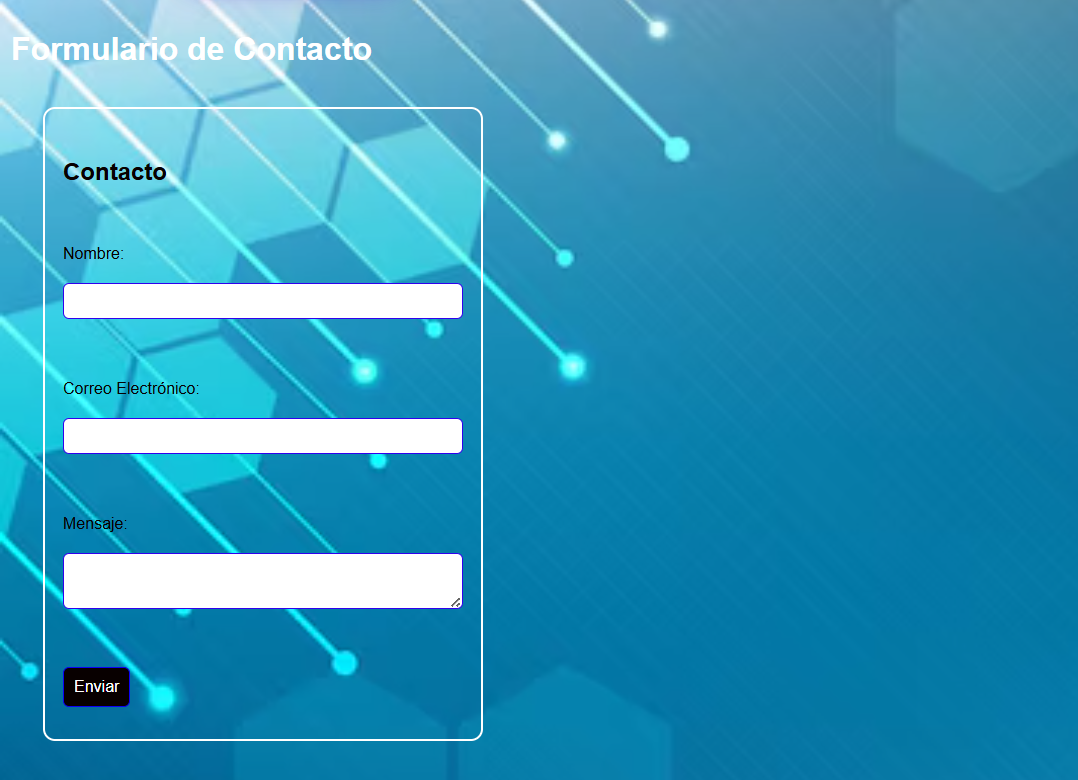 Formulario de Contacto
Contacto
Nombre:
Correo Electrónico:
Mensaje:
Enviar